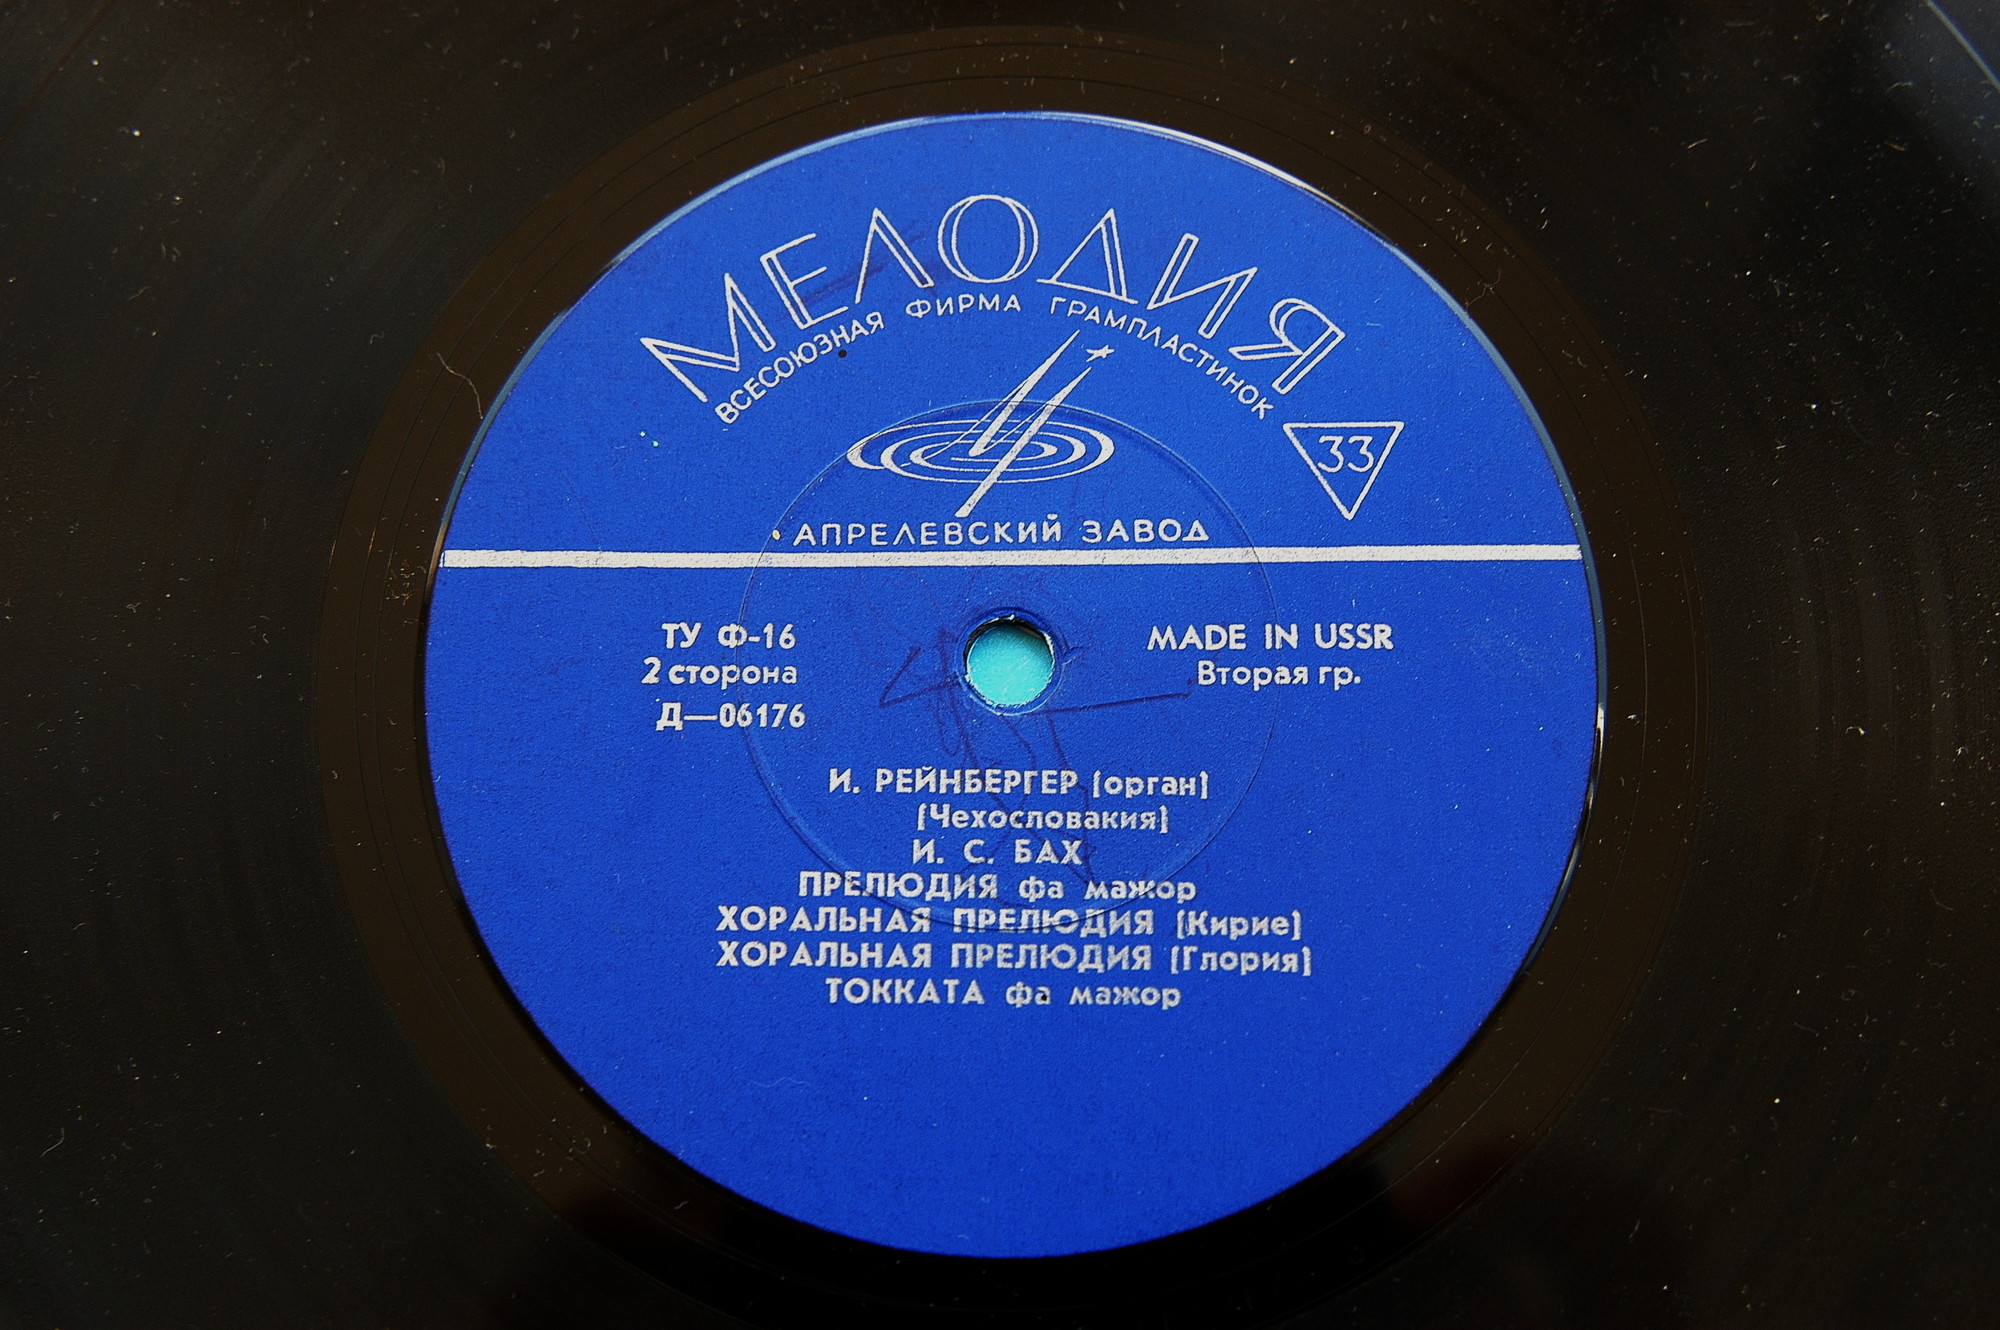 МЕЛОДИЯ
ВСЕСОЮЗНАЯ ФИРМА ГРАМПЛАСТИНОК
33
АПРЕЛЕВСКИЙ ЗАВОД
ТУ Ф-16
2 сторона
Д—06176
MADE IN USSR
Вторая гр.
И. РЕЙНБЕРГЕР (орган)
(Чехословакия)
И. С. БАХ
ПРЕЛЮДИЯ фа мажор
ХОРАЛЬНАЯ ПРЕЛЮДИЯ (Кирие)
ХОРАЛЬНАЯ ПРЕЛЮДИЯ (Глория)
ТОККАТА фа мажор